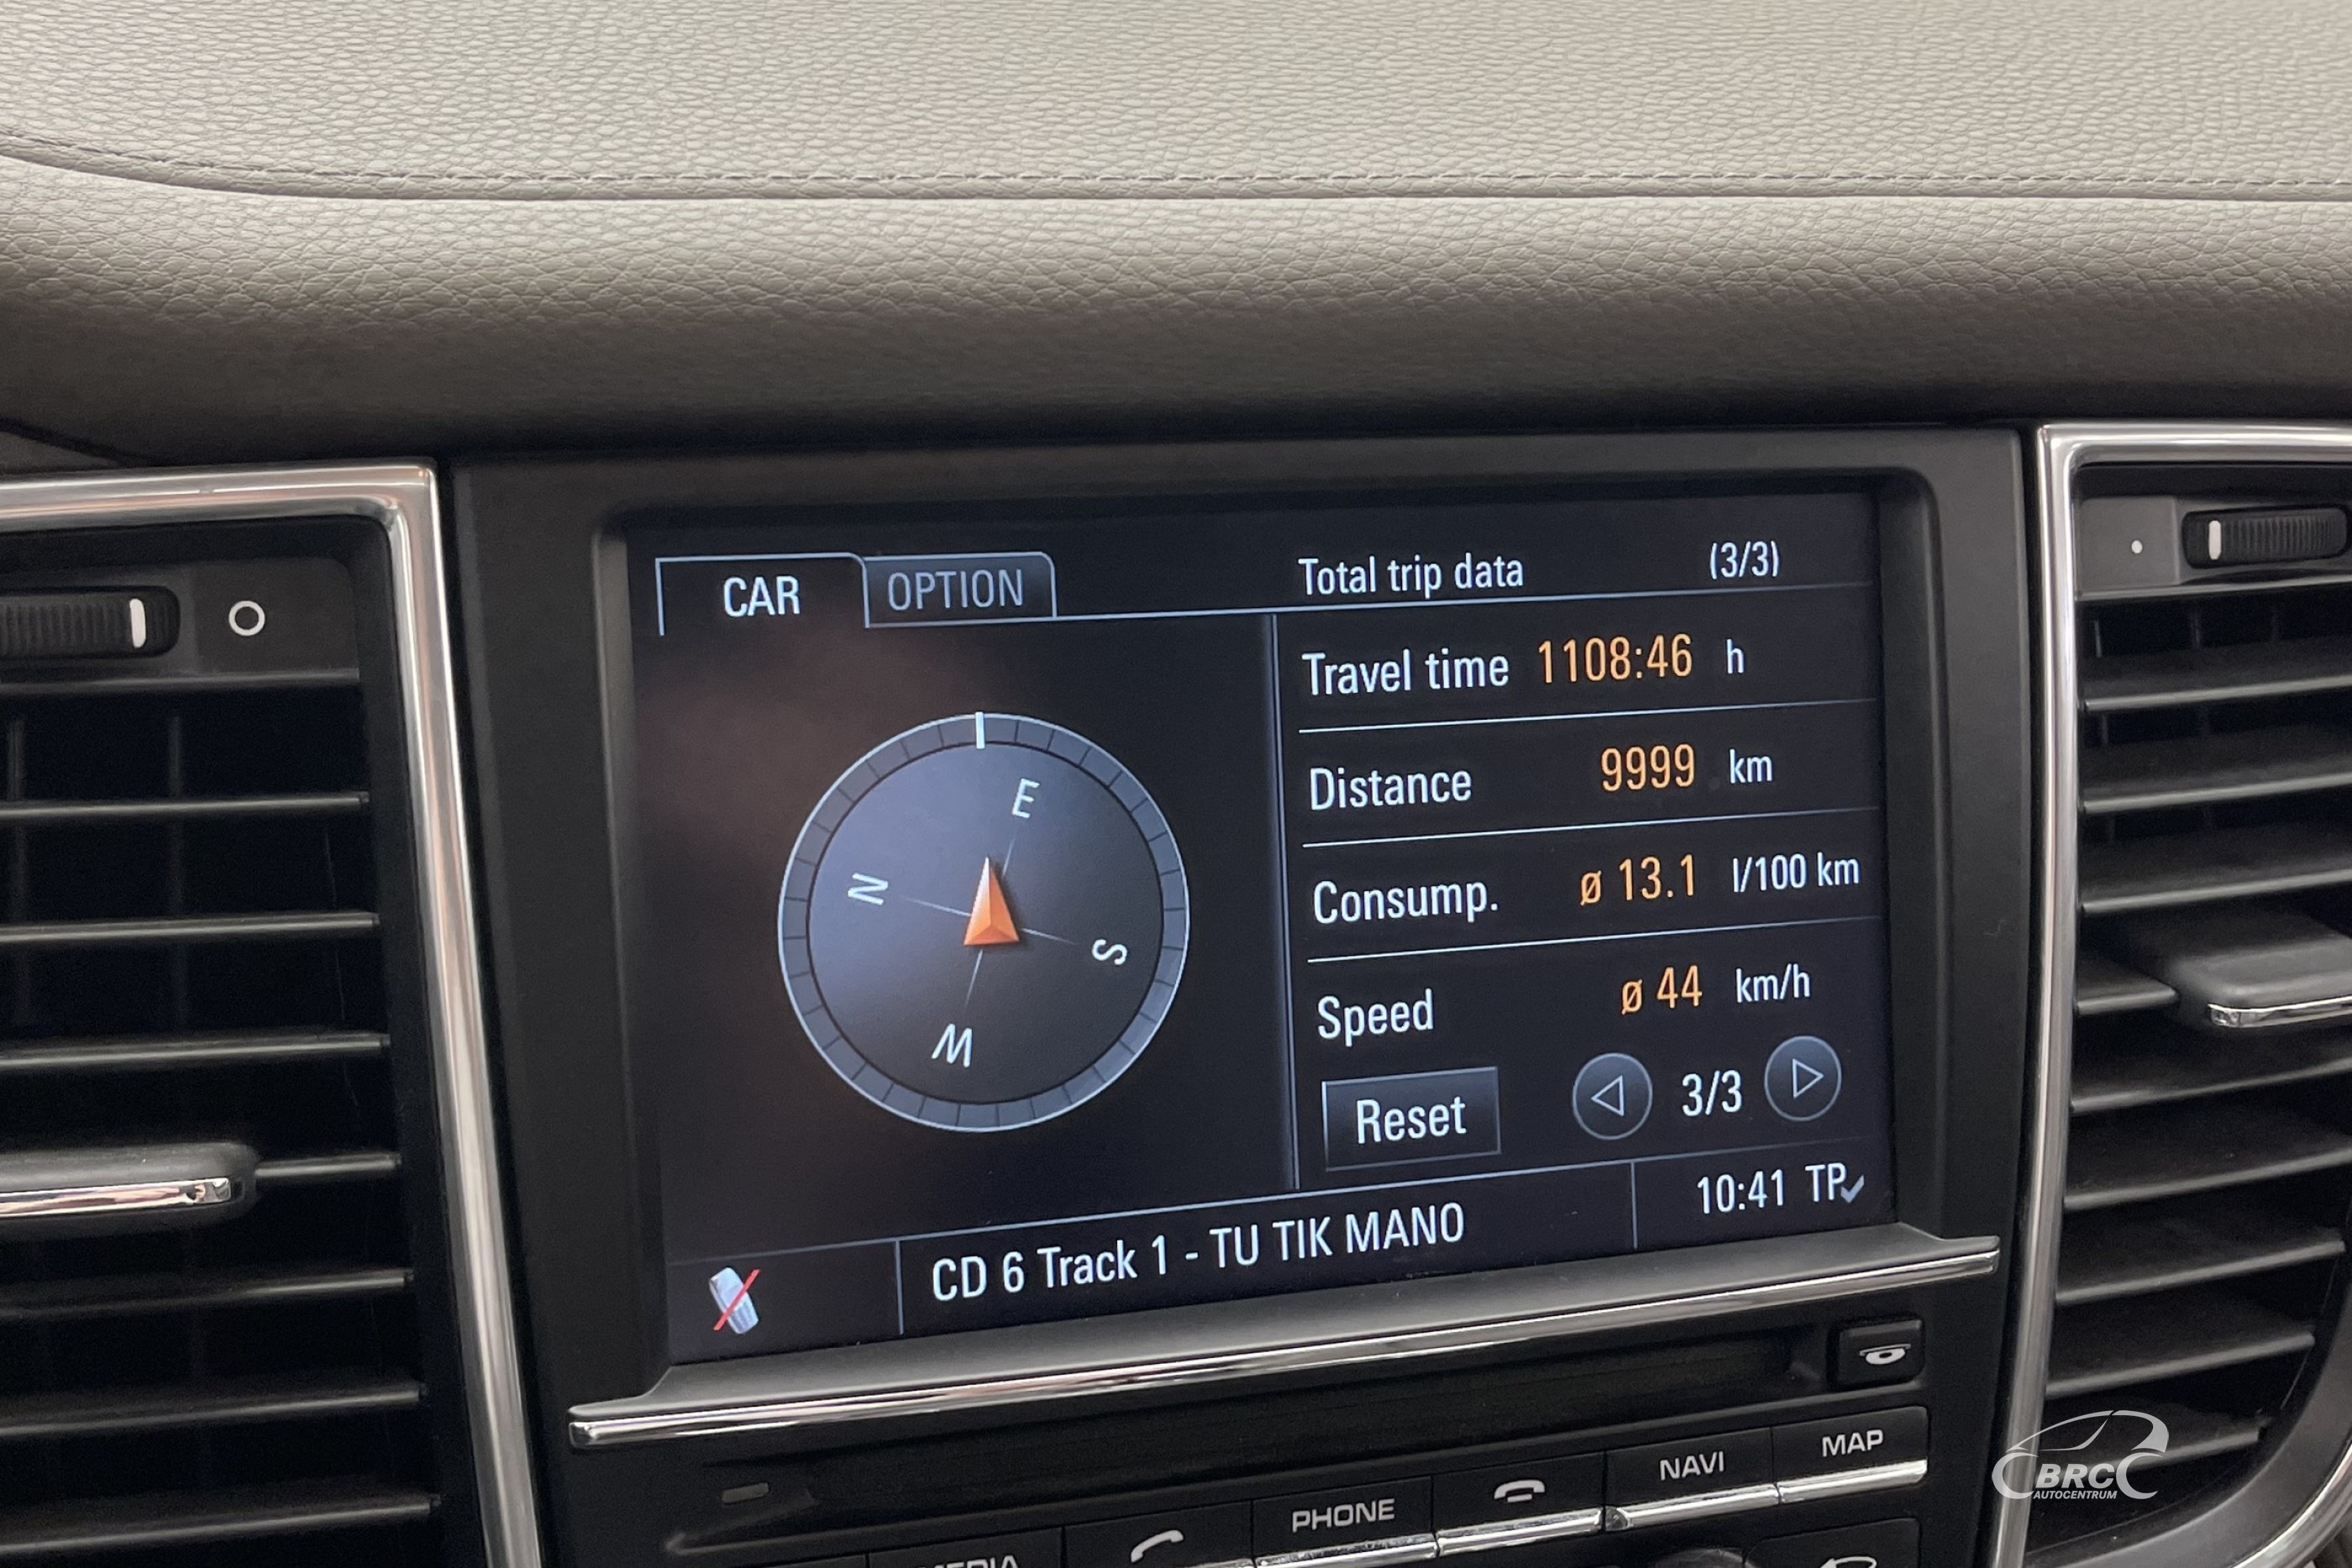 CAR OPTION Total trip data (3/3)
Travel time 1108:46 h
Distance 9999 km
Consump. ø 13.1 l/100 km
Speed ø 44 km/h
Reset 3/3
E
N
S
W
CD 6 Track 1 - TU TIK MANO 10:41 TP
MAP
NAVI
PHONE
MEDIA
BRC
AUTOCENTRUM